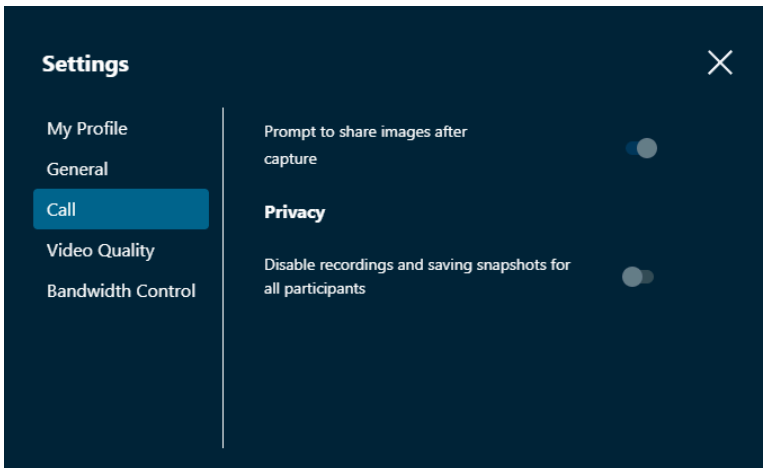 Settings
My Profile
General
Call
Video Quality
Bandwidth Control
Prompt to share images after
capture
Privacy
Disable recordings and saving snapshots for
all participants